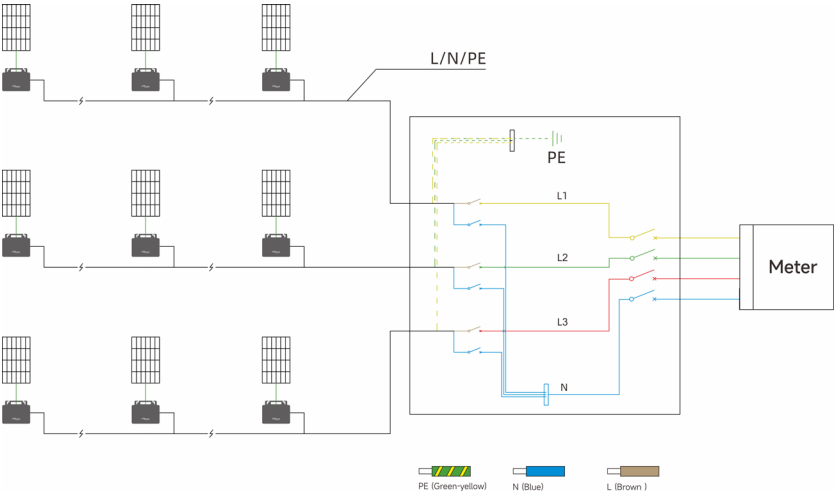 L/N/PE
PE
L1
L2
L3
N
Meter
PE (Green-yellow)
N (Blue)
L (Brown )